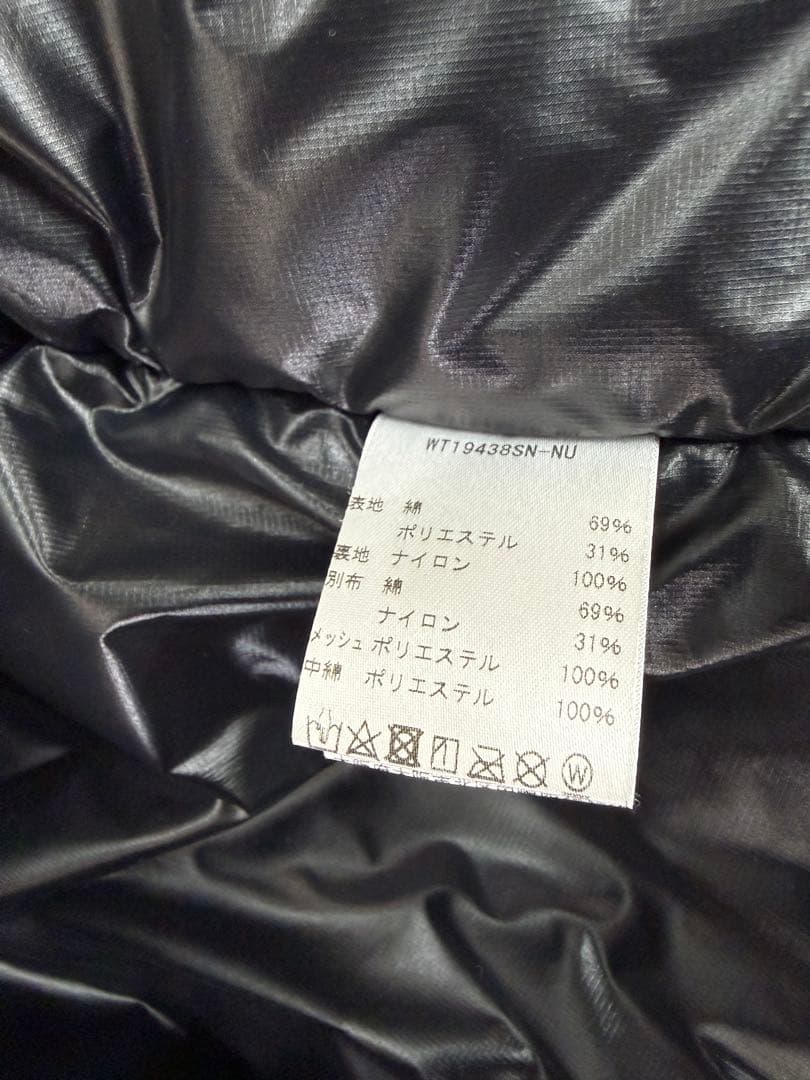 WT19438SN-NU
表地 綿 69%
ポリエステル 31%
裏地 ナイロン 100%
別布 綿 69%
ナイロン 31%
メッシュ ポリエステル 100%
中綿 ポリエステル 100%
W